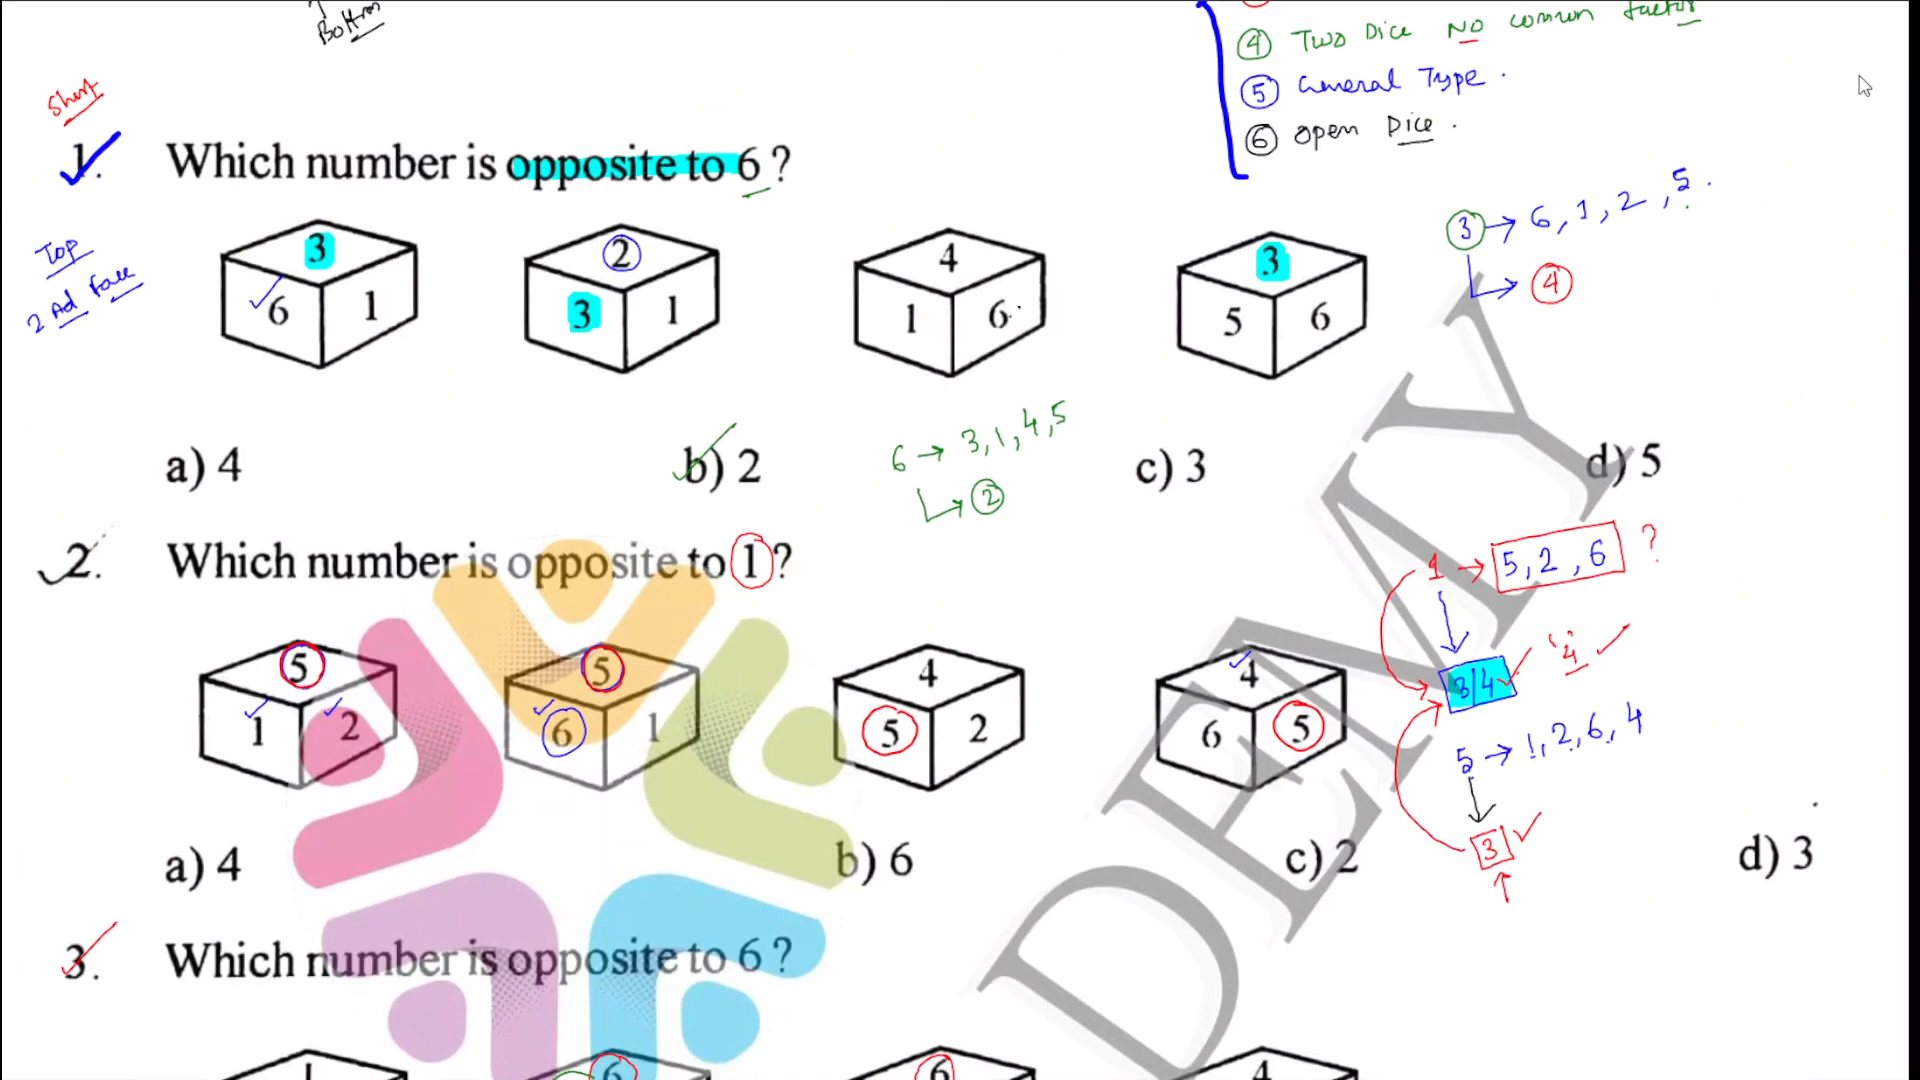 Bottom
④ Two Dice NO common factor
⑤ General Type.
⑥ open Dice.
Short
1. Which number is opposite to 6 ?
3 → 6, 1, 2, 5.
④
Top
2 Ad Face
3 2 4 3
6 1 3 1 1 6 5 6
6 → 3, 1, 4, 5
②
a) 4 b) 2 c) 3 d) 5
2. Which number is opposite to 1 ?
1 → 5, 2, 6 ?
3|4 '4'
5 5 4 4
1 2 6 1 5 2 6 5
5 → 1, 2, 6, 4
3
a) 4 b) 6 c) 2 d) 3
3. Which number is opposite to 6 ?
1 6 6 4
DEMY